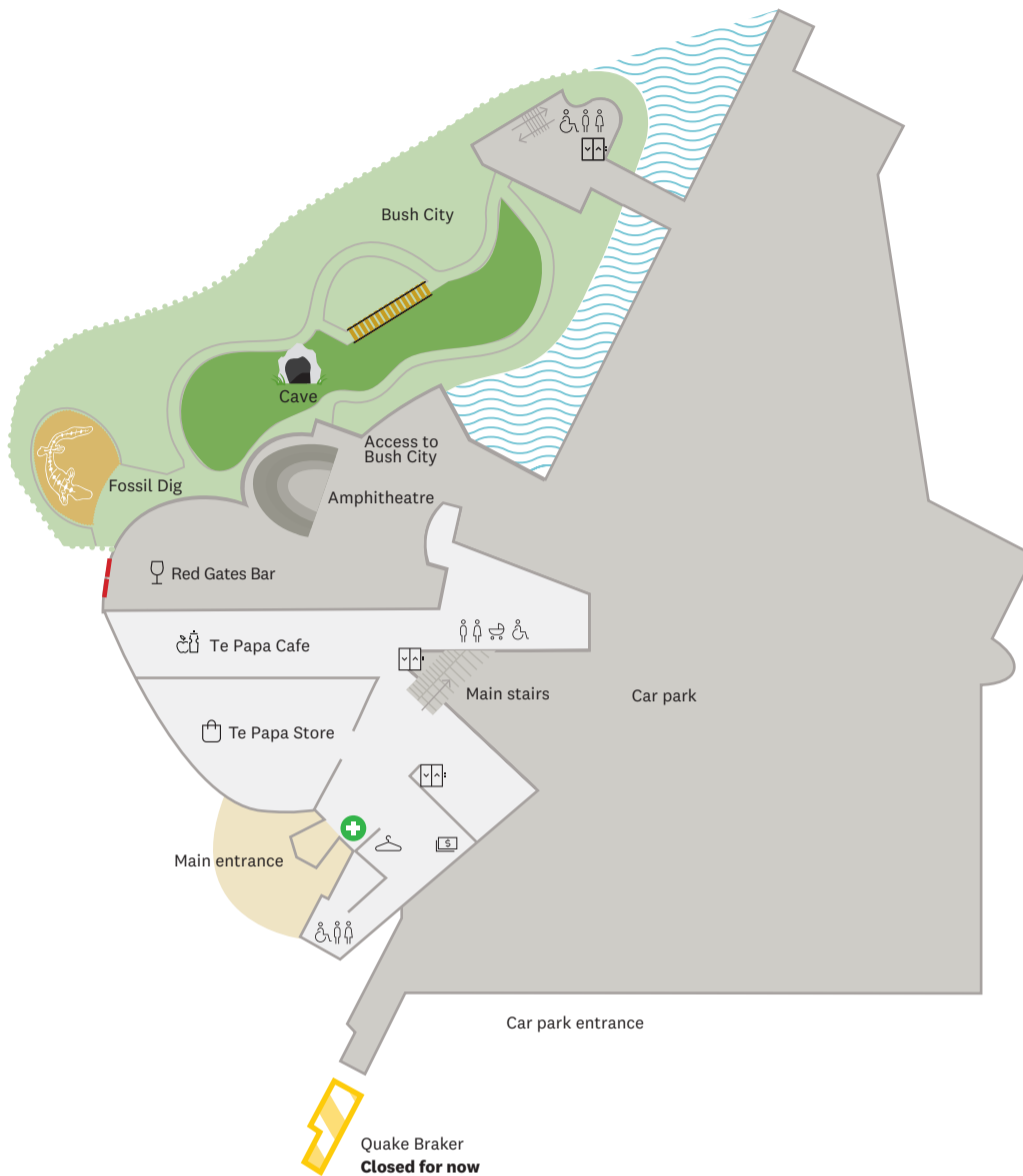 Bush City
Cave
Access to
Bush City
Fossil Dig
Amphitheatre
Red Gates Bar
Te Papa Cafe
Main stairs
Car park
Te Papa Store
$
Main entrance
Car park entrance
Quake Braker
Closed for now